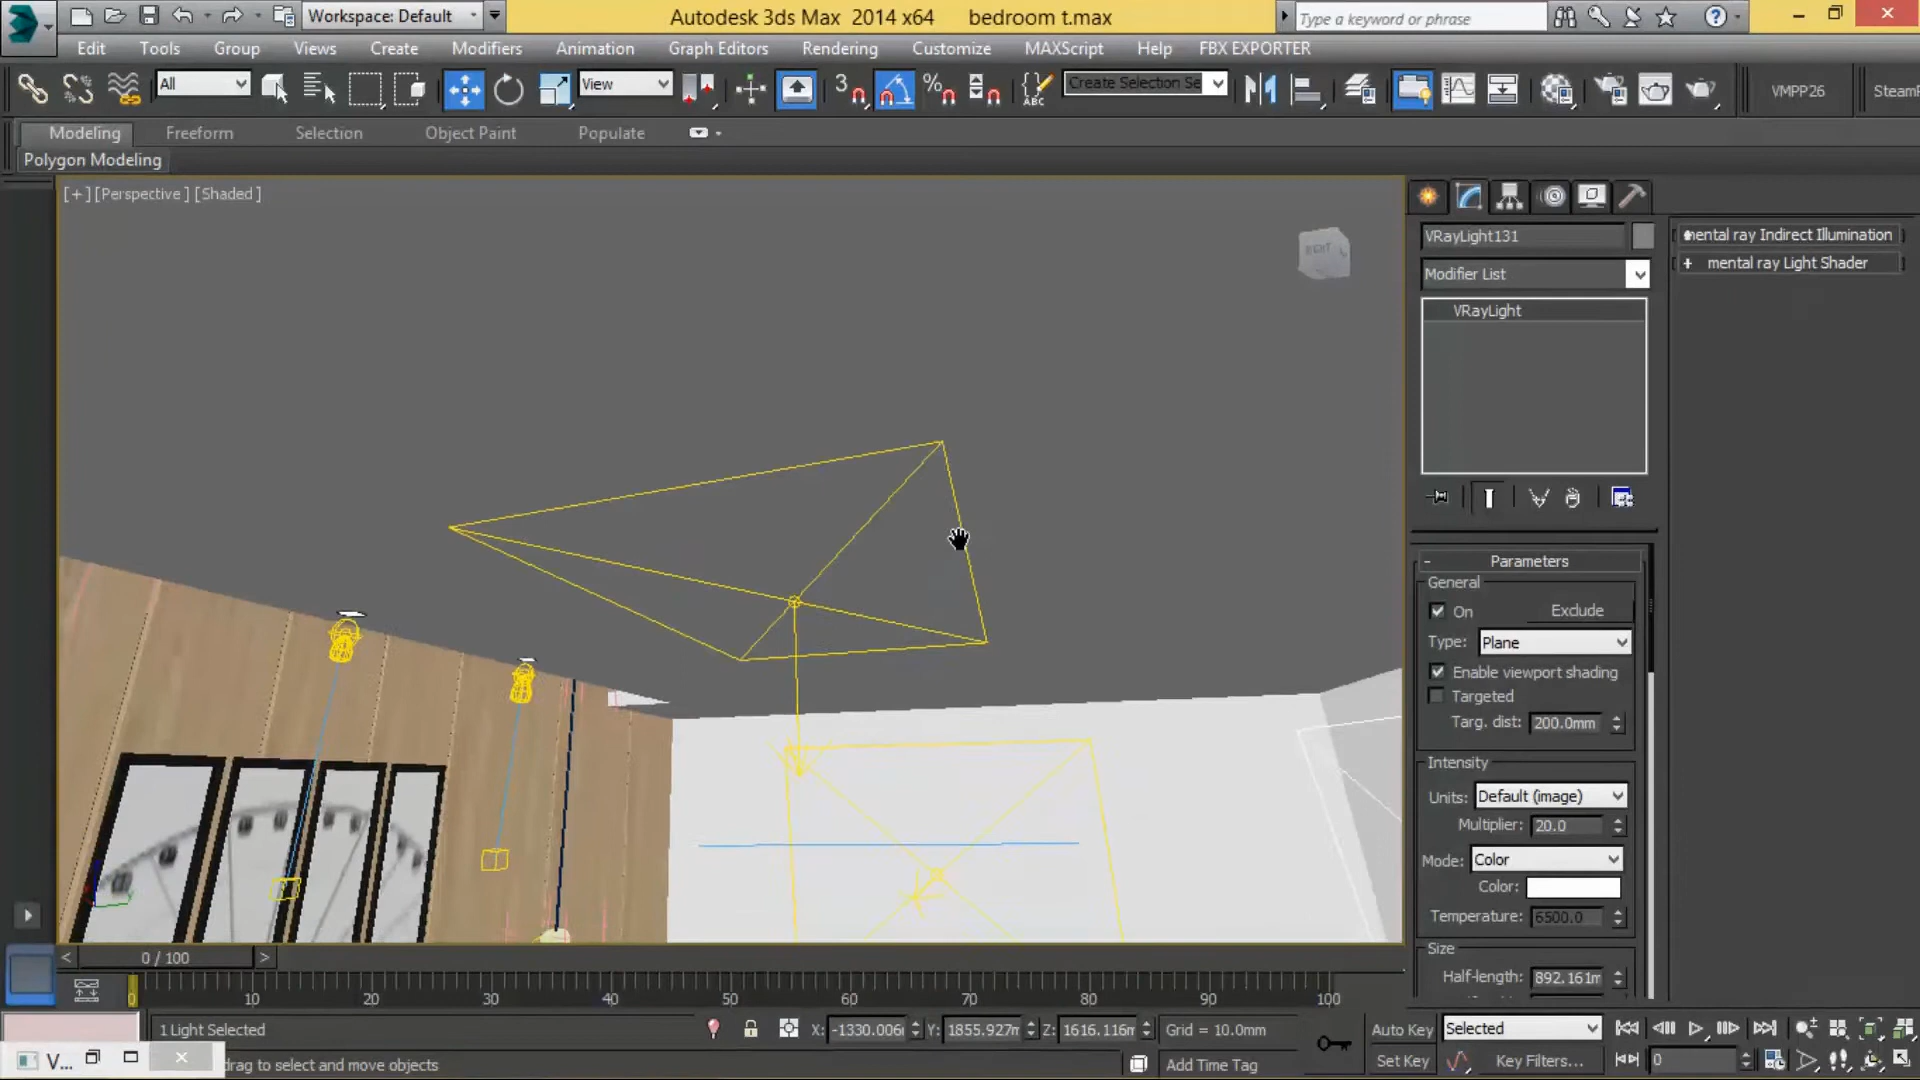 Workspace: Default
Autodesk 3ds Max 2014 x64 bedroom t.max
Type a keyword or phrase
Edit Tools Group Views Create Modifiers Animation Graph Editors Rendering Customize MAXScript Help FBX EXPORTER
All View 3 % ABC Create Selection Se VMPP26
Modeling Freeform Selection Object Paint Populate
Polygon Modeling
[+] [Perspective ] [Shaded ]
VRayLight131
mental ray Indirect Illumination
+ mental ray Light Shader
Modifier List
VRayLight
- Parameters
General
On Exclude
Type: Plane
Enable viewport shading
Targeted
Targ. dist: 200.0mm
Intensity
Units: Default (image)
Multiplier: 20.0
Mode: Color
Color:
Temperature: 6500.0
Size
Half-length: 892.161m
< 0 / 100 >
0 10 20 30 40 50 60 70 80 90 100
1 Light Selected X: -1330.006 Y: 1855.927m Z: 1616.116m Grid = 10.0mm Auto Key Selected
V... drag to select and move objects Add Time Tag Set Key Key Filters... 0